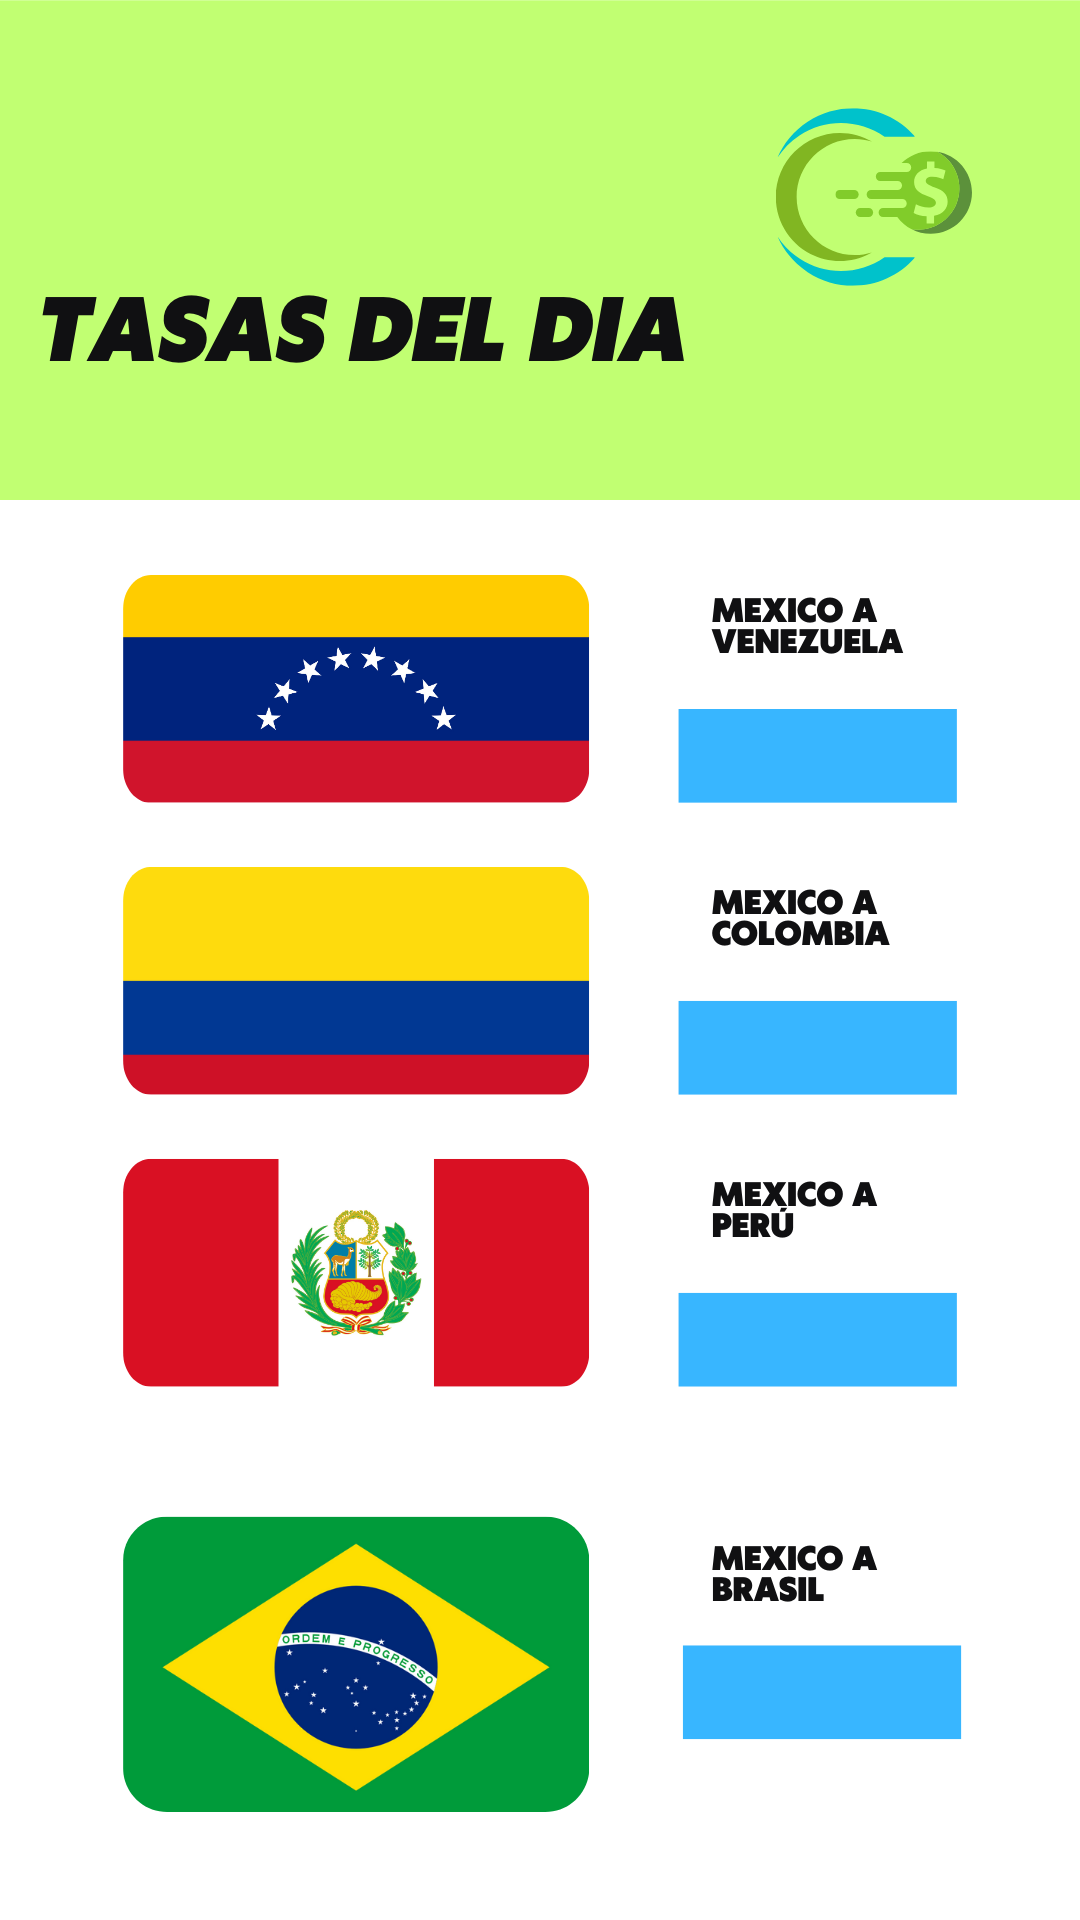 $
TASAS DEL DIA
MEXICO A
VENEZUELA
MEXICO A
COLOMBIA
MEXICO A
PERÚ
MEXICO A
BRASIL
ORDEM E PROGRESSO